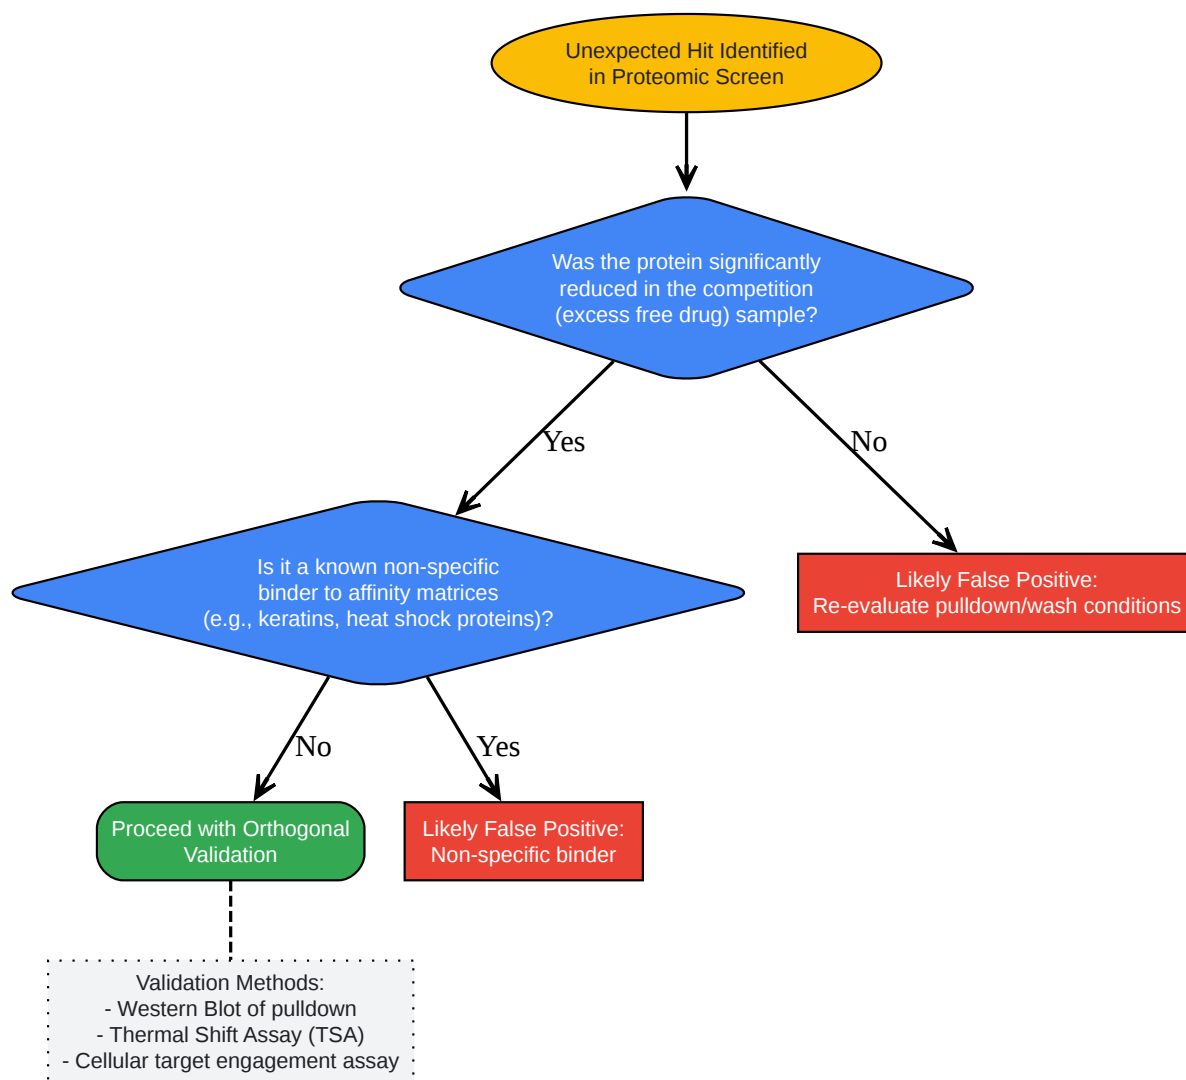 Unexpected Hit Identified
in Proteomic Screen
Was the protein significantly
reduced in the competition
(excess free drug) sample?
Yes
No
Is it a known non-specific
binder to affinity matrices
(e.g., keratins, heat shock proteins)?
Likely False Positive:
Re-evaluate pulldown/wash conditions
No
Yes
Proceed with Orthogonal
Validation
Likely False Positive:
Non-specific binder
Validation Methods:
- Western Blot of pulldown
- Thermal Shift Assay (TSA)
- Cellular target engagement assay